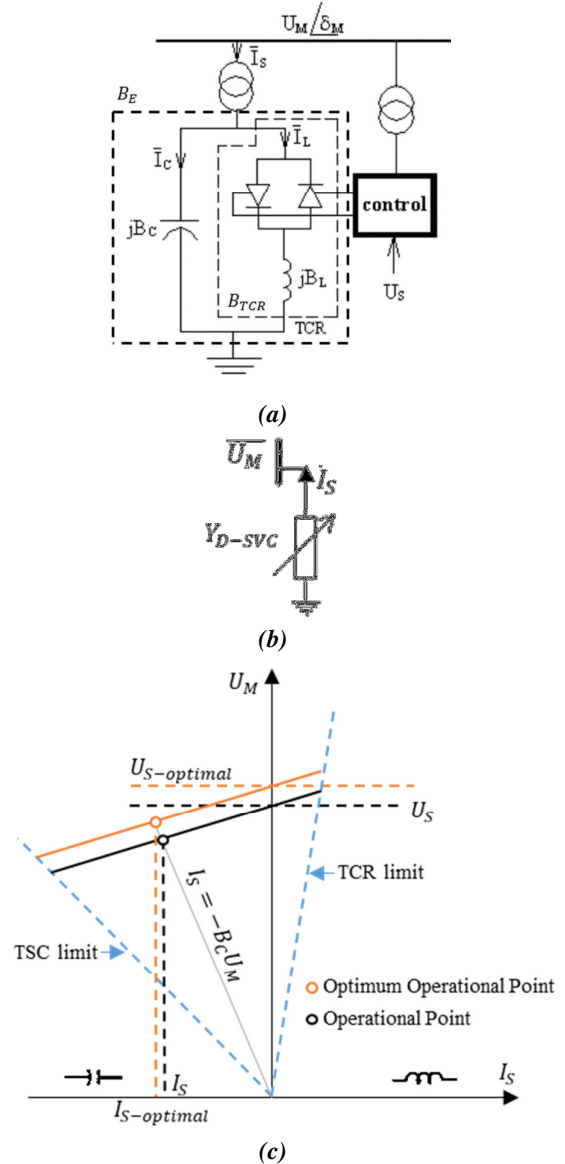 U_M/δ_M
Ī_S
B_E
Ī_C
Ī_L
control
jB_C
jB_L
B_TCR
TCR
U_S
(a)
U_M
I_S
Y_D-SVC
(b)
U_M
U_S-optimal
U_S
TCR limit
I_S = -B_C U_M
TSC limit
Optimum Operational Point
Operational Point
I_S
I_S
I_S-optimal
(c)